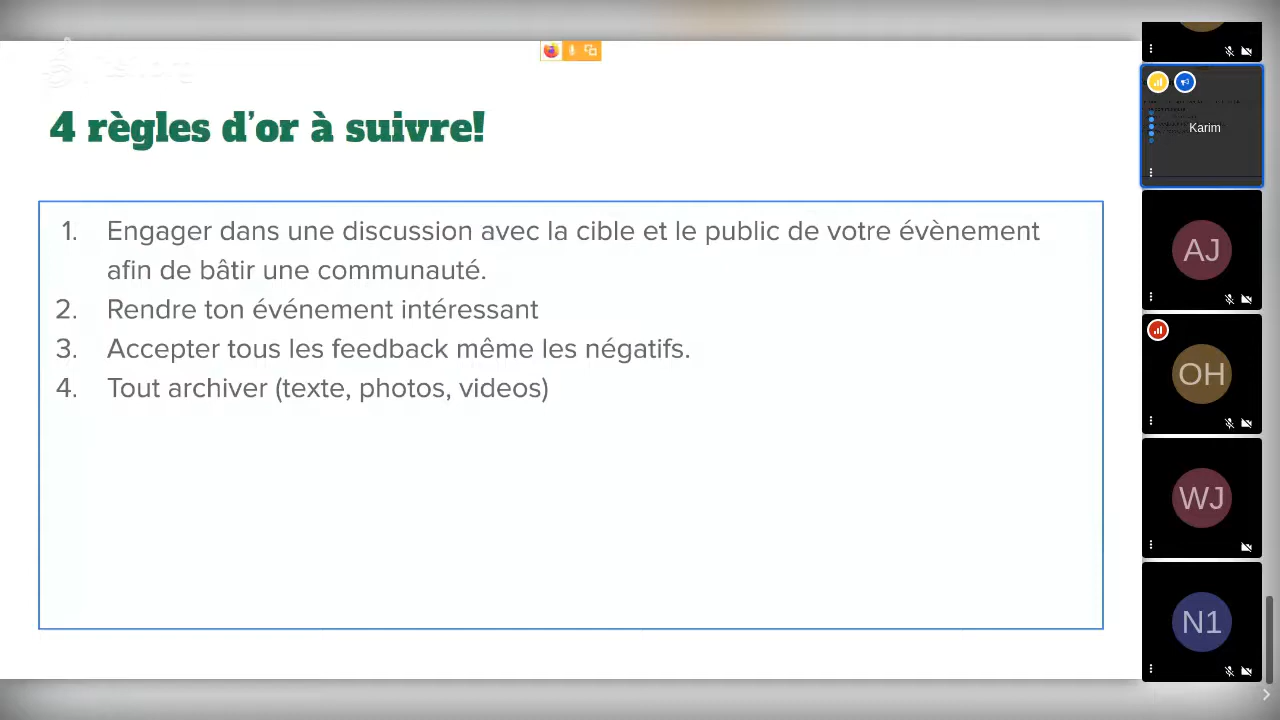 4 règles d'or à suivre!
1. Engager dans une discussion avec la cible et le public de votre évènement
afin de bâtir une communauté.
2. Rendre ton événement intéressant
3. Accepter tous les feedback même les négatifs.
4. Tout archiver (texte, photos, videos)
Karim
AJ
OH
WJ
N1